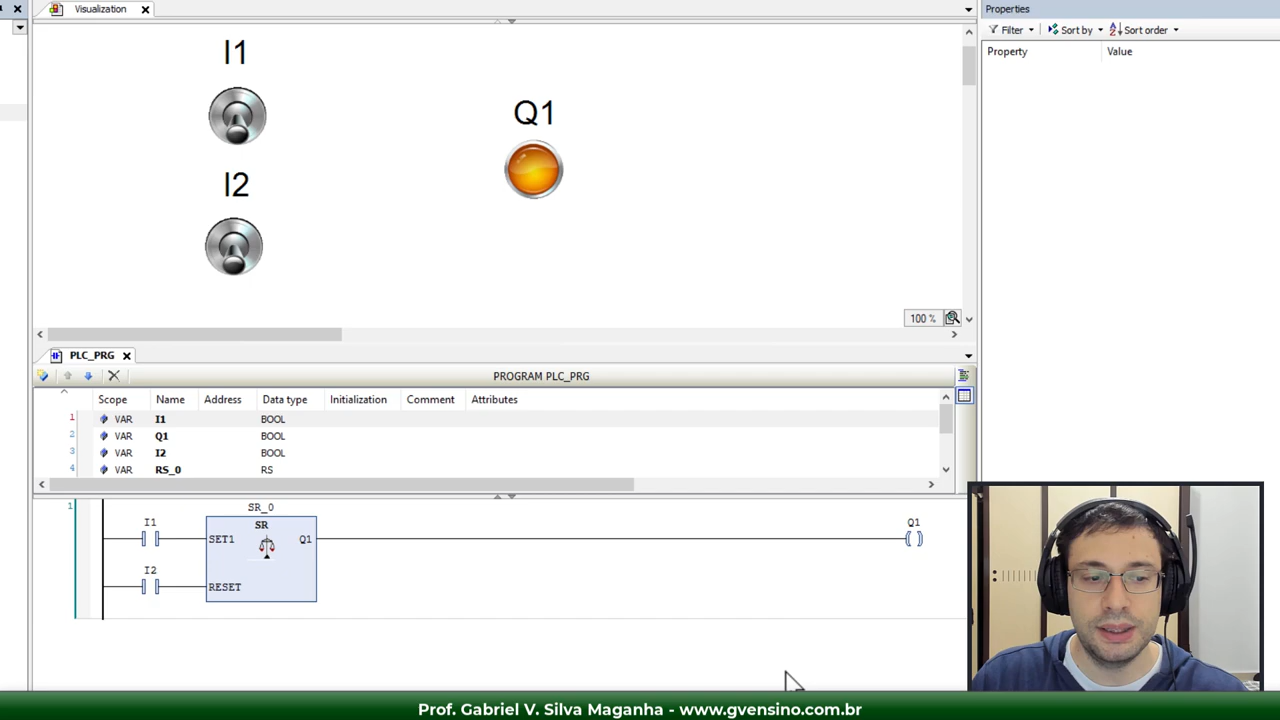 Visualization
Properties
Filter Sort by Sort order
Property Value
I1
Q1
I2
100 %
PLC_PRG
PROGRAM PLC_PRG
Scope Name Address Data type Initialization Comment Attributes
1 VAR I1 BOOL
2 VAR Q1 BOOL
3 VAR I2 BOOL
4 VAR RS_0 RS
1
SR_0
I1 SR Q1
SET1 Q1
I2
RESET
Prof. Gabriel V. Silva Maganha - www.gvensino.com.br